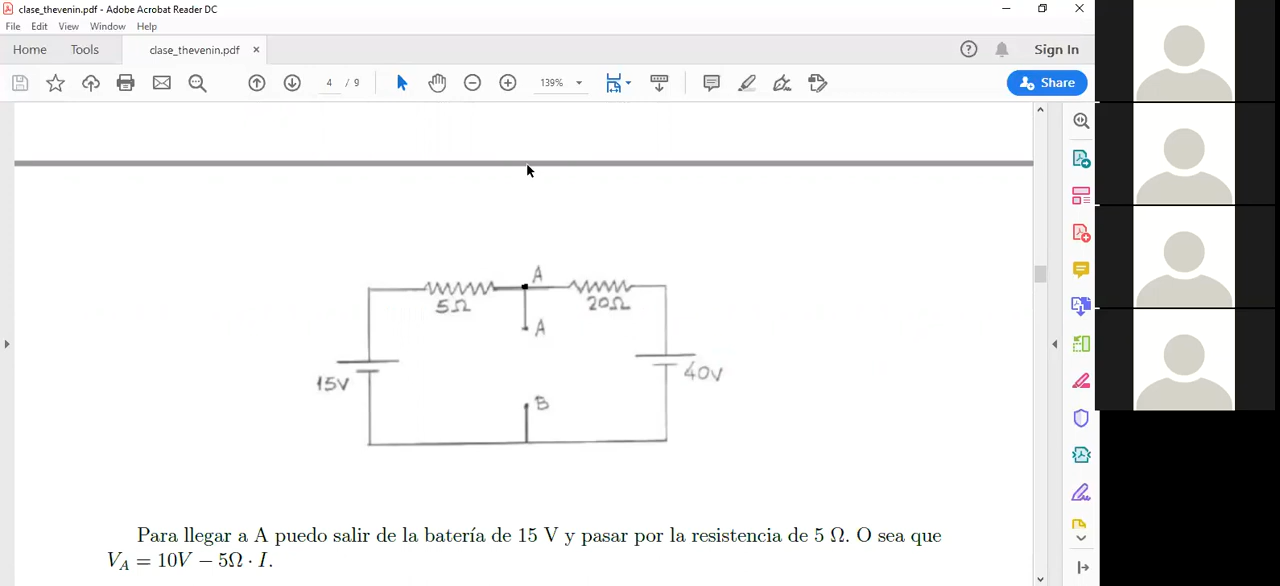 clase_thevenin.pdf - Adobe Acrobat Reader DC
File Edit View Window Help
Home Tools clase_thevenin.pdf × Sign In
4 / 9 139% Share
A
5Ω 20Ω
A
15V 40V
B
Para llegar a A puedo salir de la batería de 15 V y pasar por la resistencia de 5 Ω. O sea que
V_A = 10V − 5Ω · I.